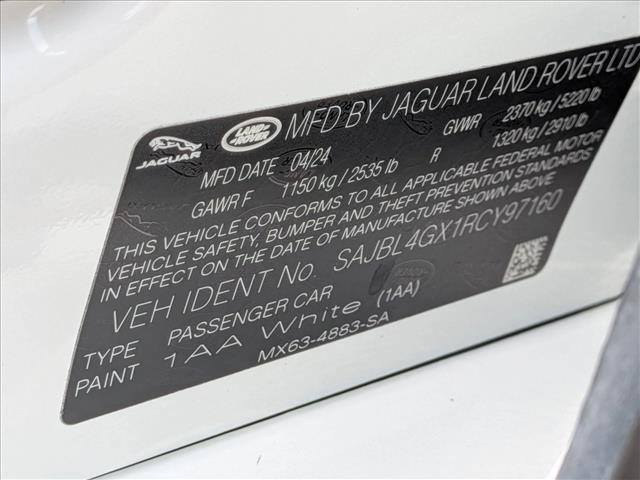 JAGUAR
LAND ROVER
MFD BY JAGUAR LAND ROVER LTD
MFD DATE 04/24 GVWR 2370 kg / 5220 lb
GAWR F 1150 kg / 2535 lb R 1320 kg / 2910 lb
THIS VEHICLE CONFORMS TO ALL APPLICABLE FEDERAL MOTOR
VEHICLE SAFETY, BUMPER AND THEFT PREVENTION STANDARDS
IN EFFECT ON THE DATE OF MANUFACTURE SHOWN ABOVE
VEH IDENT No. SAJBL4GX1RCY97160
TYPE PASSENGER CAR
PAINT 1AA White (1AA)
MX63-4883-SA